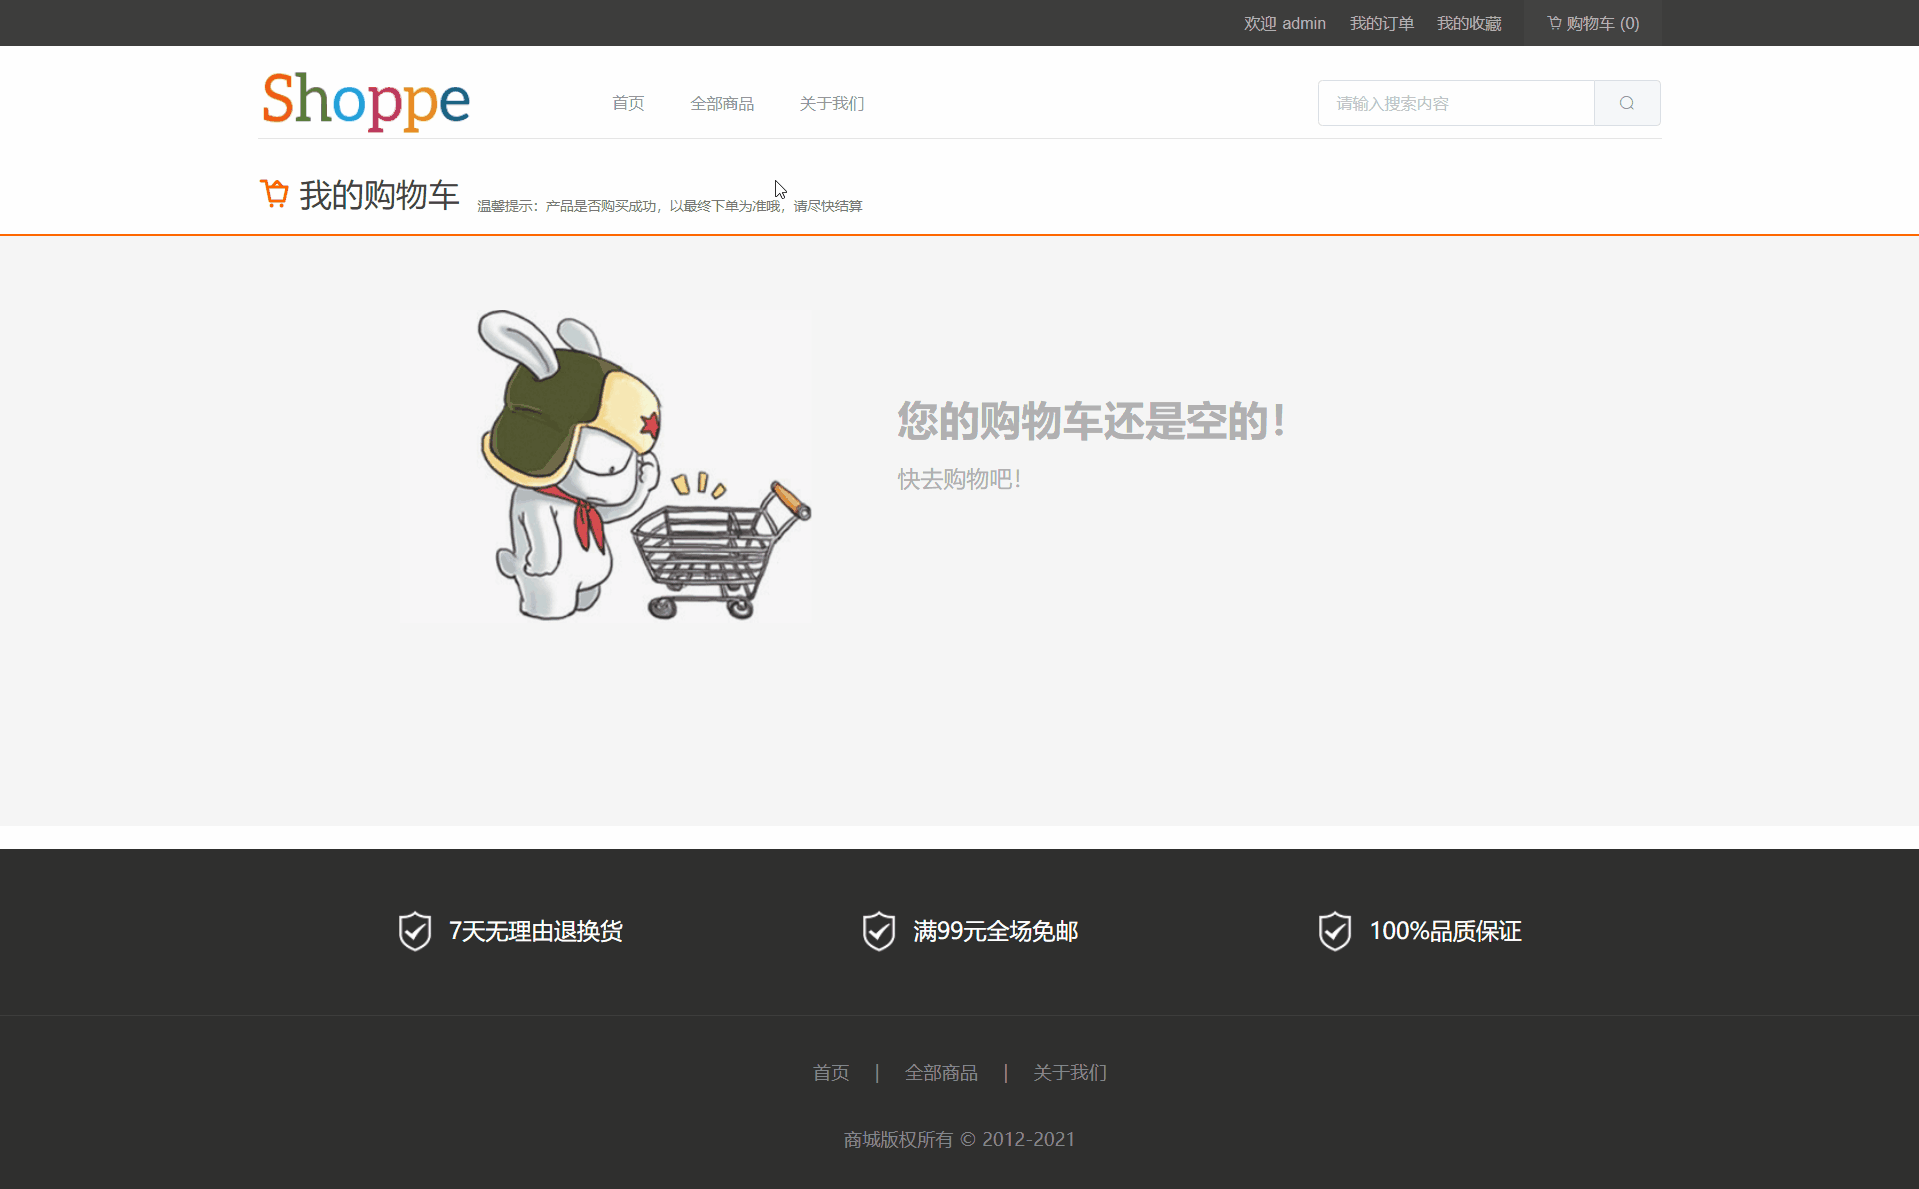 欢迎 admin 我的订单 我的收藏 购物车 (0)
Shoppe 首页 全部商品 关于我们 请输入搜索内容
我的购物车 温馨提示：产品是否购买成功，以最终下单为准哦，请尽快结算
您的购物车还是空的！
快去购物吧！
7天无理由退换货 满99元全场免邮 100%品质保证
首页 | 全部商品 | 关于我们
商城版权所有 © 2012-2021